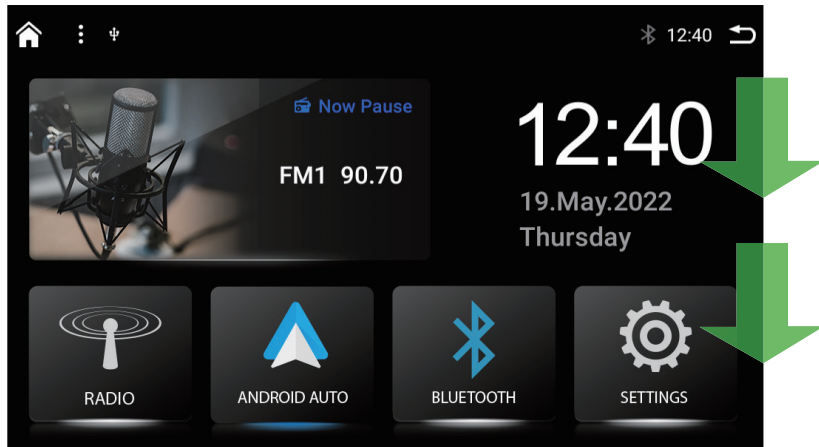 12:40
Now Pause
FM1 90.70
12:40
19.May.2022
Thursday
RADIO
ANDROID AUTO
BLUETOOTH
SETTINGS